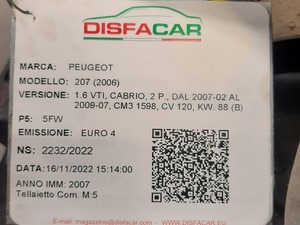 DISFACAR
MARCA: PEUGEOT
MODELLO: 207 (2006)
VERSIONE: 1.6 VTI, CABRIO, 2 P., DAL 2007-02 AL
2009-07, CM3 1598, CV 120, KW. 88 (B)
P5: 5FW
EMISSIONE: EURO 4
NS: 2232/2022
DATA:16/11/2022 15:14:00
ANNO IMM: 2007
Tellaietto Com. M.5
E-mail: magazzino@disfacar.com WWW.DISFACAR.EU